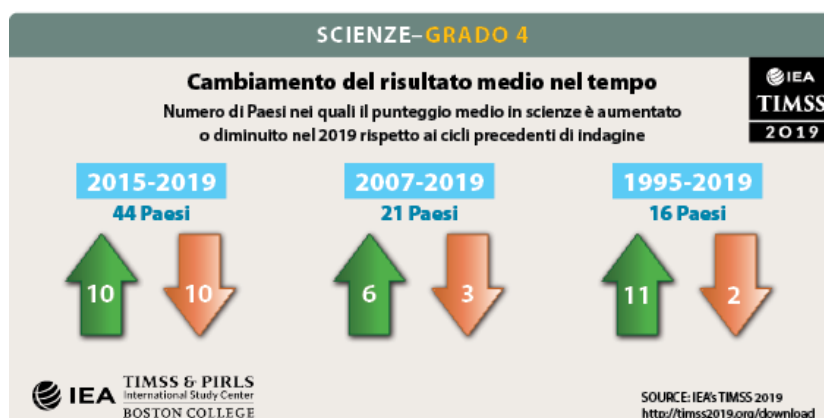 SCIENZE–GRADO 4
Cambiamento del risultato medio nel tempo
Numero di Paesi nei quali il punteggio medio in scienze è aumentato
o diminuito nel 2019 rispetto ai cicli precedenti di indagine
IEA
TIMSS
2019
2015-2019
44 Paesi
10
10
2007-2019
21 Paesi
6
3
1995-2019
16 Paesi
11
2
IEA
TIMSS & PIRLS
International Study Center
BOSTON COLLEGE
SOURCE: IEA's TIMSS 2019
http://timss2019.org/download